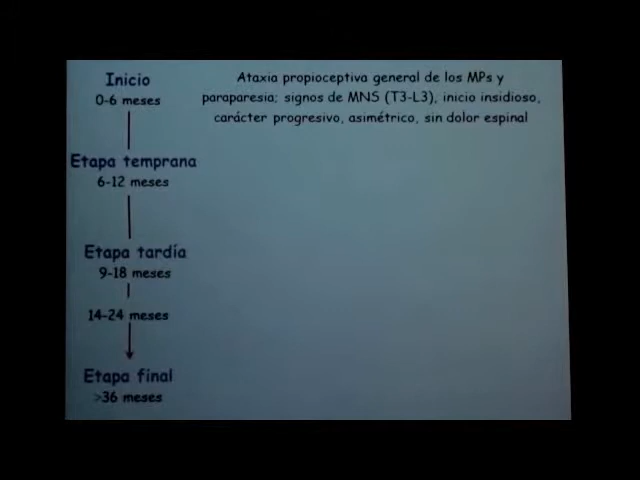 Inicio
0-6 meses
Ataxia propioceptiva general de los MPs y
paraparesia; signos de MNS (T3-L3), inicio insidioso,
carácter progresivo, asimétrico, sin dolor espinal
Etapa temprana
6-12 meses
Etapa tardía
9-18 meses
14-24 meses
Etapa final
>36 meses